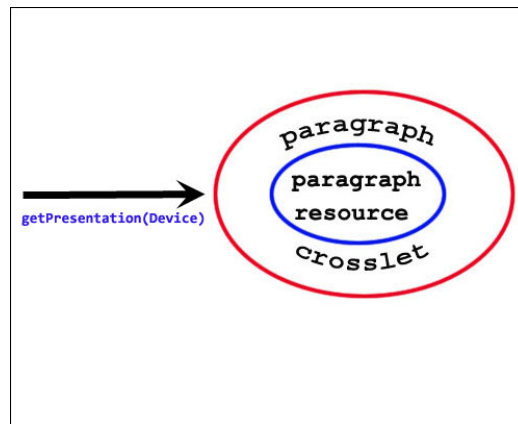 paragraph
paragraph
resource
getPresentation(Device)
crosslet